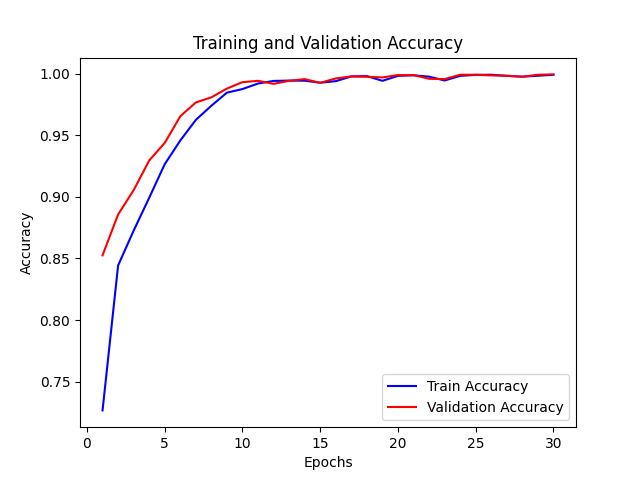 Training and Validation Accuracy
1.00
0.95
0.90
0.85
0.80
0.75
Accuracy
Train Accuracy
Validation Accuracy
0 5 10 15 20 25 30
Epochs